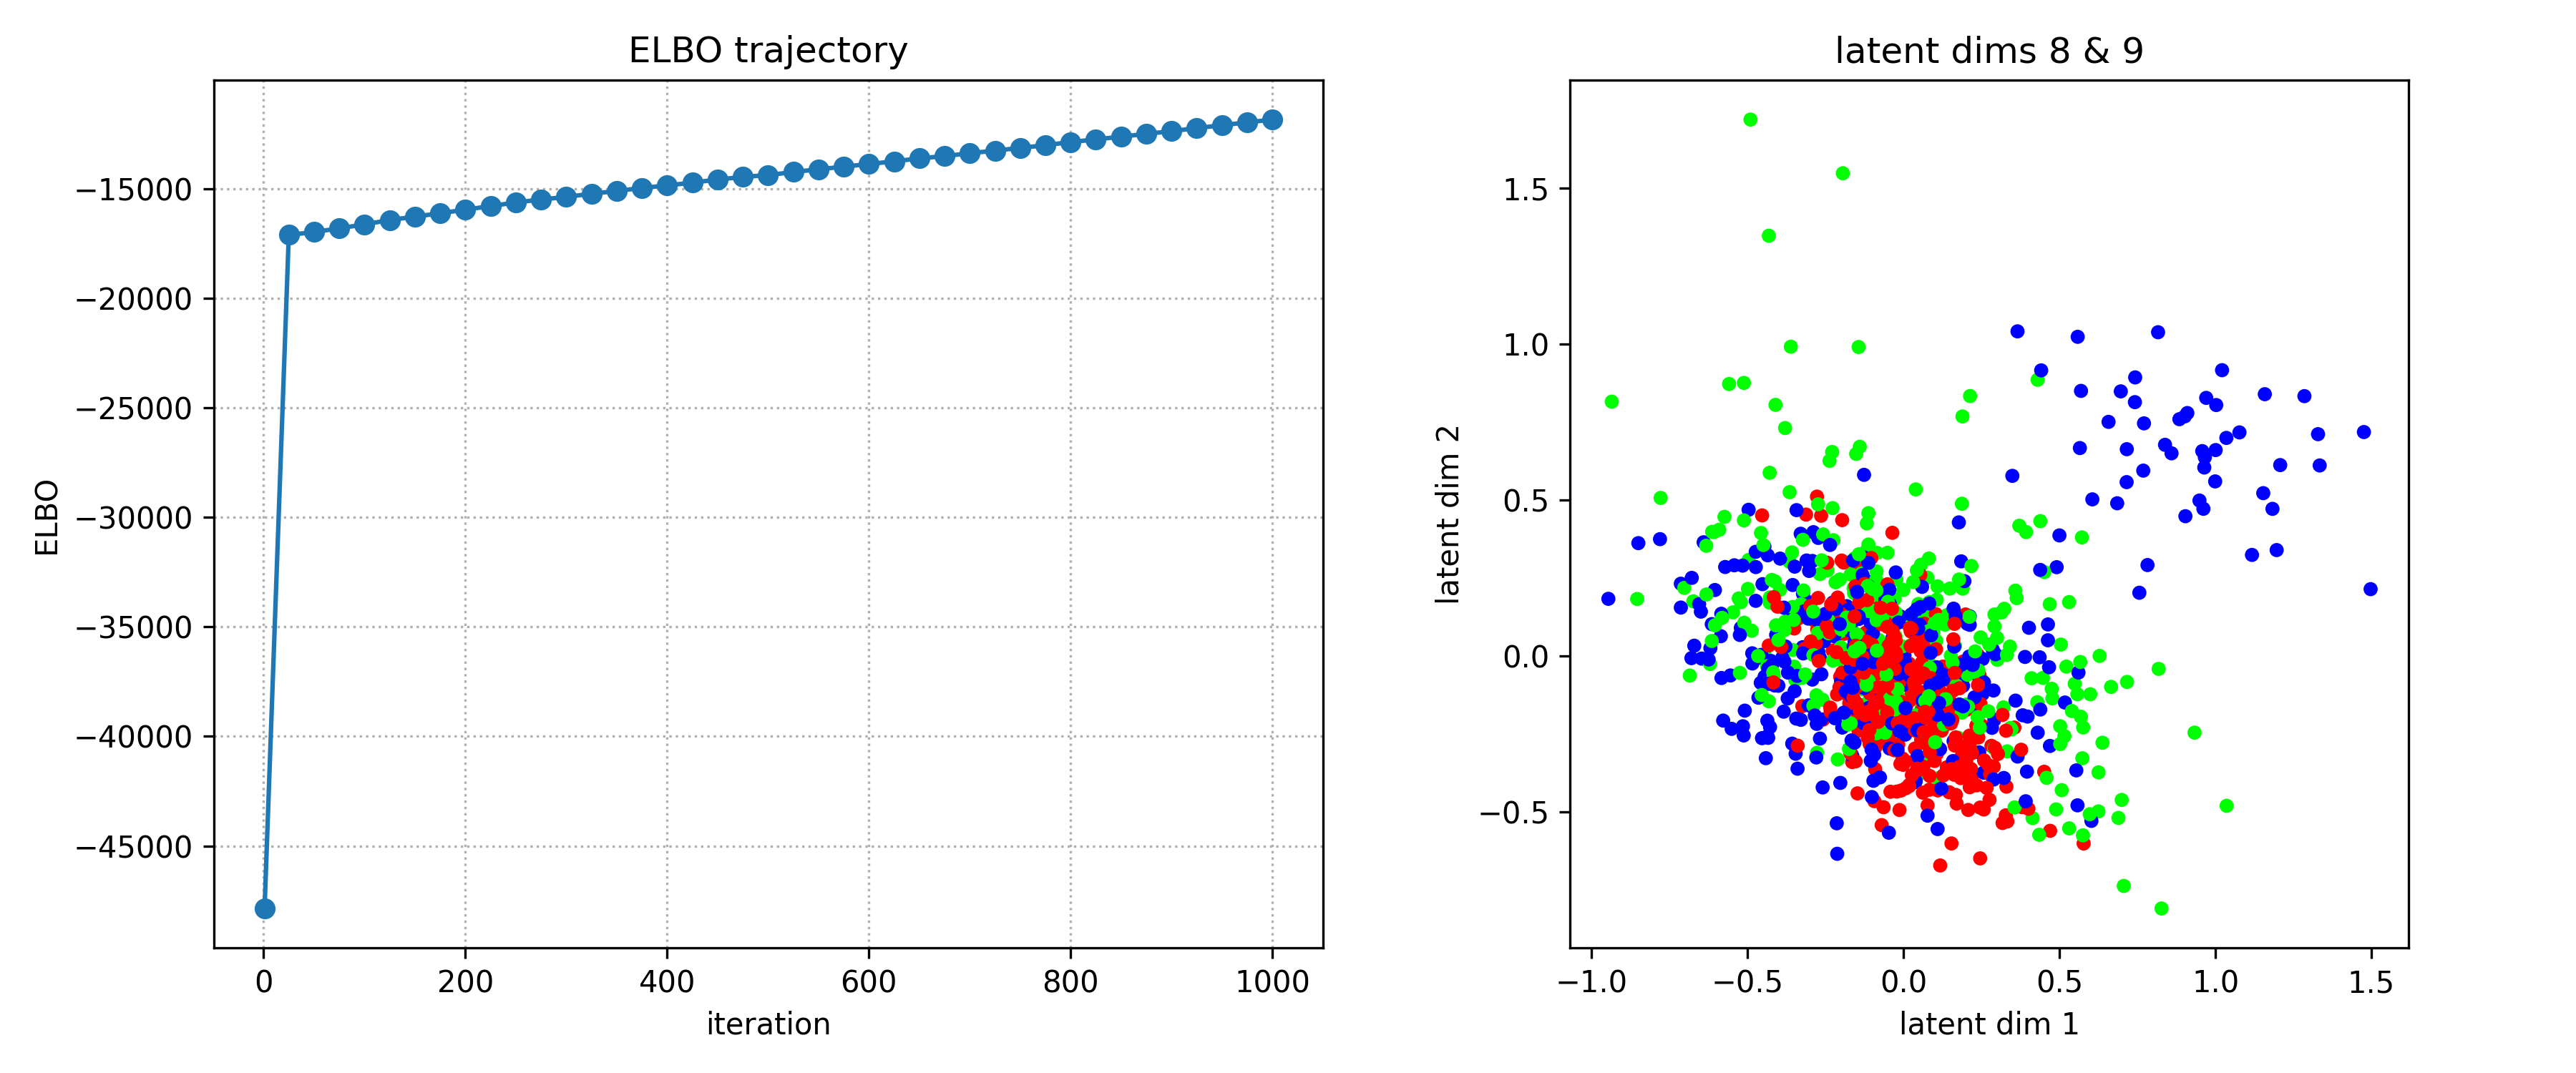 ELBO trajectory
ELBO
−15000
−20000
−25000
−30000
−35000
−40000
−45000
0 200 400 600 800 1000
iteration
latent dims 8 & 9
latent dim 2
1.5
1.0
0.5
0.0
−0.5
−1.0 −0.5 0.0 0.5 1.0 1.5
latent dim 1